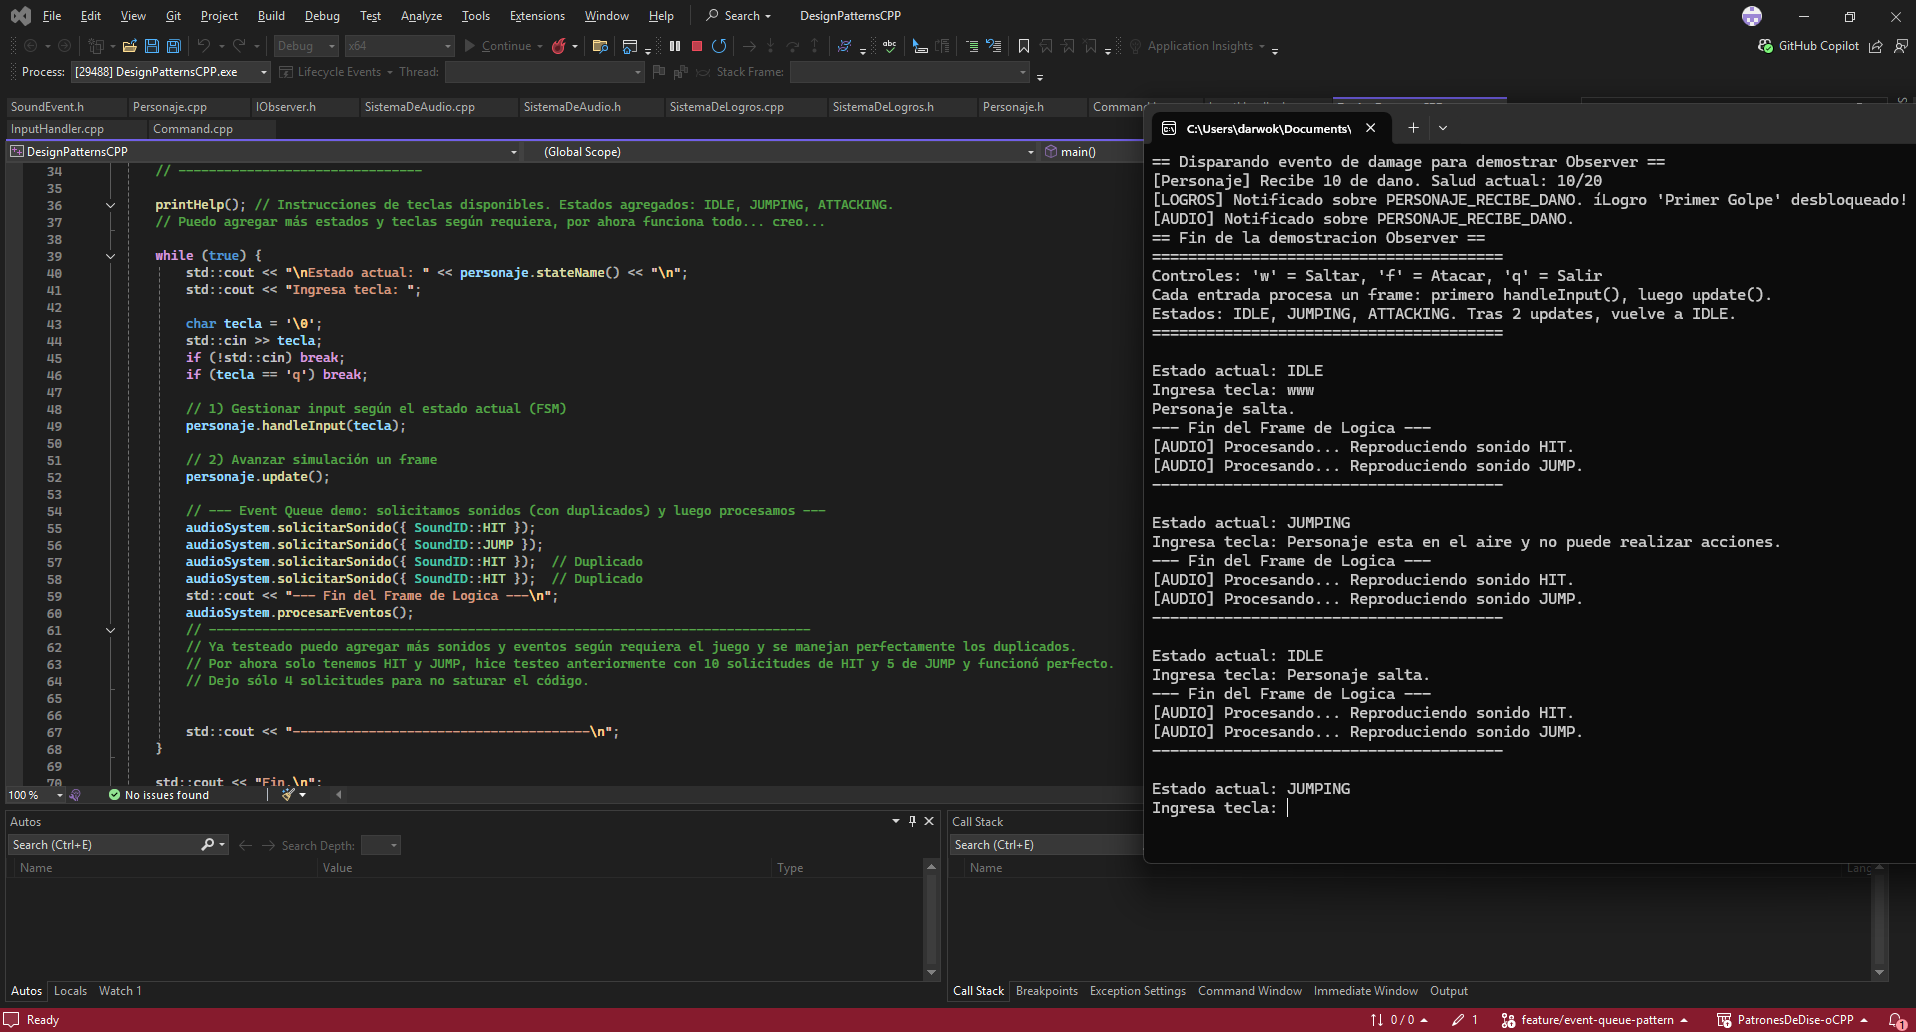 File Edit View Git Project Build Debug Test Analyze Tools Extensions Window Help Search DesignPatternsCPP
Debug x64 Continue Application Insights GitHub Copilot
Process: [29488] DesignPatternsCPP.exe Lifecycle Events Thread: Stack Frame:
SoundEvent.h Personaje.cpp IObserver.h SistemaDeAudio.cpp SistemaDeAudio.h SistemaDeLogros.cpp SistemaDeLogros.h Personaje.h
InputHandler.cpp Command.cpp
DesignPatternsCPP (Global Scope) main()
34 // --------------------------------
35
36 printHelp(); // Instrucciones de teclas disponibles. Estados agregados: IDLE, JUMPING, ATTACKING.
37 // Puedo agregar más estados y teclas según requiera, por ahora funciona todo... creo...
38
39 while (true) {
40 std::cout << "\nEstado actual: " << personaje.stateName() << "\n";
41 std::cout << "Ingresa tecla: ";
42
43 char tecla = '\0';
44 std::cin >> tecla;
45 if (!std::cin) break;
46 if (tecla == 'q') break;
47
48 // 1) Gestionar input según el estado actual (FSM)
49 personaje.handleInput(tecla);
50
51 // 2) Avanzar simulación un frame
52 personaje.update();
53
54 // --- Event Queue demo: solicitamos sonidos (con duplicados) y luego procesamos ---
55 audioSystem.solicitarSonido({ SoundID::HIT });
56 audioSystem.solicitarSonido({ SoundID::JUMP });
57 audioSystem.solicitarSonido({ SoundID::HIT }); // Duplicado
58 audioSystem.solicitarSonido({ SoundID::HIT }); // Duplicado
59 std::cout << "--- Fin del Frame de Logica ---\n";
60 audioSystem.procesarEventos();
61 // -------------------------------------------------------------------------------
62 // Ya testeado puedo agregar más sonidos y eventos según requiera el juego y se manejan perfectamente los duplicados.
63 // Por ahora solo tenemos HIT y JUMP, hice testeo anteriormente con 10 solicitudes de HIT y 5 de JUMP y funcionó perfecto.
64 // Dejo sólo 4 solicitudes para no saturar el código.
65
66
67 std::cout << "---------------------------------------\n";
68 }
69
70 std::cout << "Fin.\n";
100 % No issues found
C:\Users\darwok\Documents\
== Disparando evento de damage para demostrar Observer ==
[Personaje] Recibe 10 de dano. Salud actual: 10/20
[LOGROS] Notificado sobre PERSONAJE_RECIBE_DANO. íLogro 'Primer Golpe' desbloqueado!
[AUDIO] Notificado sobre PERSONAJE_RECIBE_DANO.
== Fin de la demostracion Observer ==
=======================================
Controles: 'w' = Saltar, 'f' = Atacar, 'q' = Salir
Cada entrada procesa un frame: primero handleInput(), luego update().
Estados: IDLE, JUMPING, ATTACKING. Tras 2 updates, vuelve a IDLE.
=======================================
Estado actual: IDLE
Ingresa tecla: www
Personaje salta.
--- Fin del Frame de Logica ---
[AUDIO] Procesando... Reproduciendo sonido HIT.
[AUDIO] Procesando... Reproduciendo sonido JUMP.
---------------------------------------
Estado actual: JUMPING
Ingresa tecla: Personaje esta en el aire y no puede realizar acciones.
--- Fin del Frame de Logica ---
[AUDIO] Procesando... Reproduciendo sonido HIT.
[AUDIO] Procesando... Reproduciendo sonido JUMP.
---------------------------------------
Estado actual: IDLE
Ingresa tecla: Personaje salta.
--- Fin del Frame de Logica ---
[AUDIO] Procesando... Reproduciendo sonido HIT.
[AUDIO] Procesando... Reproduciendo sonido JUMP.
---------------------------------------
Estado actual: JUMPING
Ingresa tecla:
Autos
Search (Ctrl+E) Search Depth:
Name Value Type
Autos Locals Watch 1
Call Stack
Search (Ctrl+E)
Name Lang
Call Stack Breakpoints Exception Settings Command Window Immediate Window Output
Ready 0 / 0 1 feature/event-queue-pattern PatronesDeDise-oCPP 1